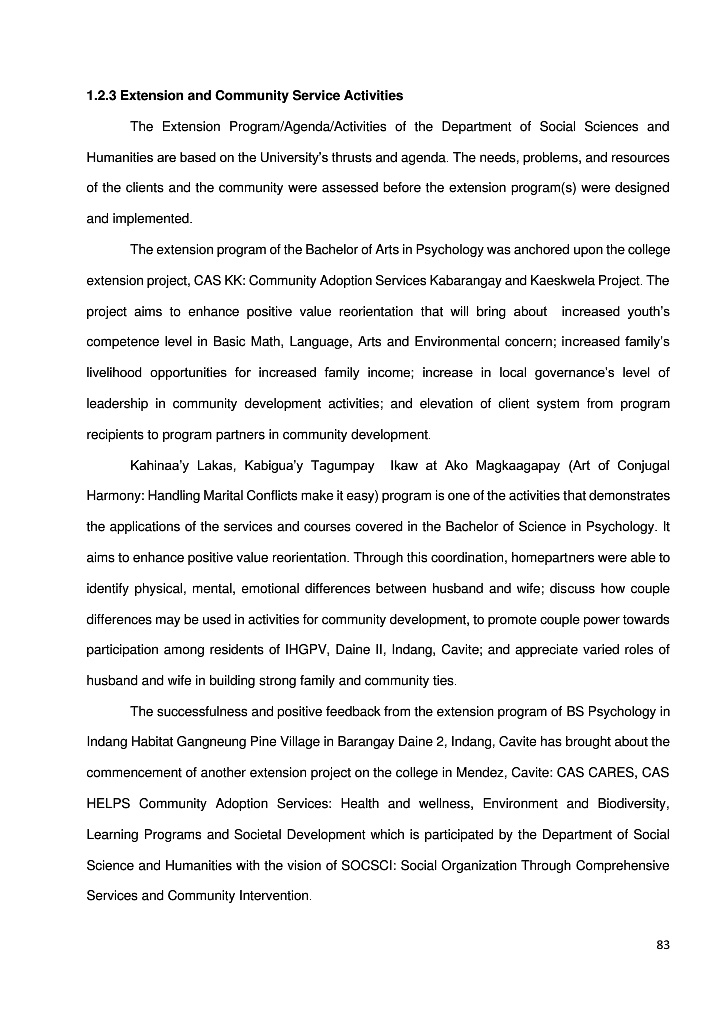 1.2.3 Extension and Community Service Activities
The Extension Program/Agenda/Activities of the Department of Social Sciences and
Humanities are based on the University's thrusts and agenda. The needs, problems, and resources
of the clients and the community were assessed before the extension program(s) were designed
and implemented.
The extension program of the Bachelor of Arts in Psychology was anchored upon the college
extension project, CAS KK: Community Adoption Services Kabarangay and Kaeskwela Project. The
project aims to enhance positive value reorientation that will bring about increased youth's
competence level in Basic Math, Language, Arts and Environmental concern; increased family's
livelihood opportunities for increased family income; increase in local governance's level of
leadership in community development activities; and elevation of client system from program
recipients to program partners in community development.
Kahinaa'y Lakas, Kabigua'y Tagumpay Ikaw at Ako Magkaagapay (Art of Conjugal
Harmony: Handling Marital Conflicts make it easy) program is one of the activities that demonstrates
the applications of the services and courses covered in the Bachelor of Science in Psychology. It
aims to enhance positive value reorientation. Through this coordination, homepartners were able to
identify physical, mental, emotional differences between husband and wife; discuss how couple
differences may be used in activities for community development, to promote couple power towards
participation among residents of IHGPV, Daine II, Indang, Cavite; and appreciate varied roles of
husband and wife in building strong family and community ties.
The successfulness and positive feedback from the extension program of BS Psychology in
Indang Habitat Gangneung Pine Village in Barangay Daine 2, Indang, Cavite has brought about the
commencement of another extension project on the college in Mendez, Cavite: CAS CARES, CAS
HELPS Community Adoption Services: Health and wellness, Environment and Biodiversity,
Learning Programs and Societal Development which is participated by the Department of Social
Science and Humanities with the vision of SOCSCI: Social Organization Through Comprehensive
Services and Community Intervention.
83